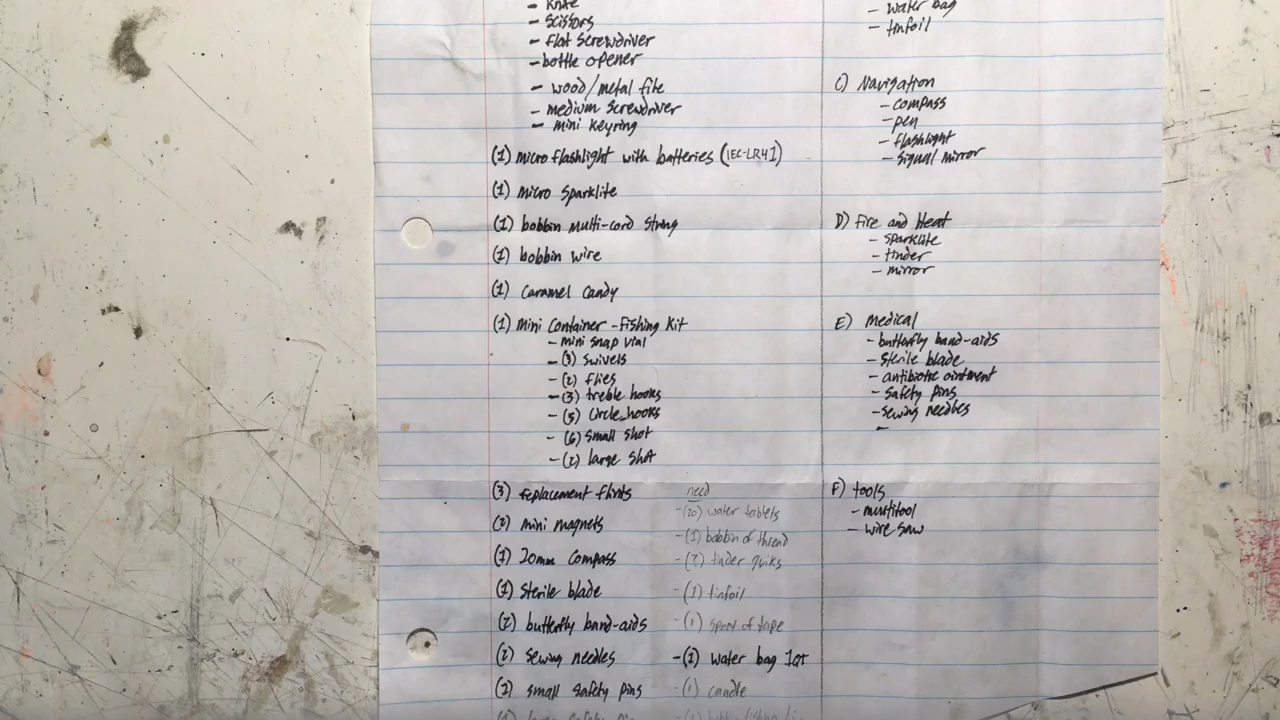 - knife
- scissors
- flat screwdriver
- bottle opener
- wood/metal file
- medium screwdriver
- mini keyring
(1) micro flashlight with batteries (IEC-LR41)
(1) micro sparklite
(1) bobbin multi-cord string
(1) bobbin wire
(1) caramel candy
(1) mini container - fishing kit
- mini snap vial
- (3) swivels
- (2) flies
- (3) treble hooks
- (5) circle hooks
- (6) small shot
- (2) large shot
(3) replacement flints
(2) mini magnets
(1) 20mm compass
(1) sterile blade
(2) butterfly band-aids
(2) sewing needles
(2) small safety pins
need
- (20) water tablets
- (1) bobbin of thread
- (2) tinder quiks
- (1) tinfoil
- (1) spool of tape
- (1) water bag 1qt
- (1) candle
- water bag
- tinfoil
C) Navigation
- compass
- pen
- flashlight
- signal mirror
D) Fire and Heat
- sparklite
- tinder
- mirror
E) Medical
- butterfly band-aids
- sterile blade
- antibiotic ointment
- safety pins
- sewing needles
-
F) tools
- multitool
- wire saw